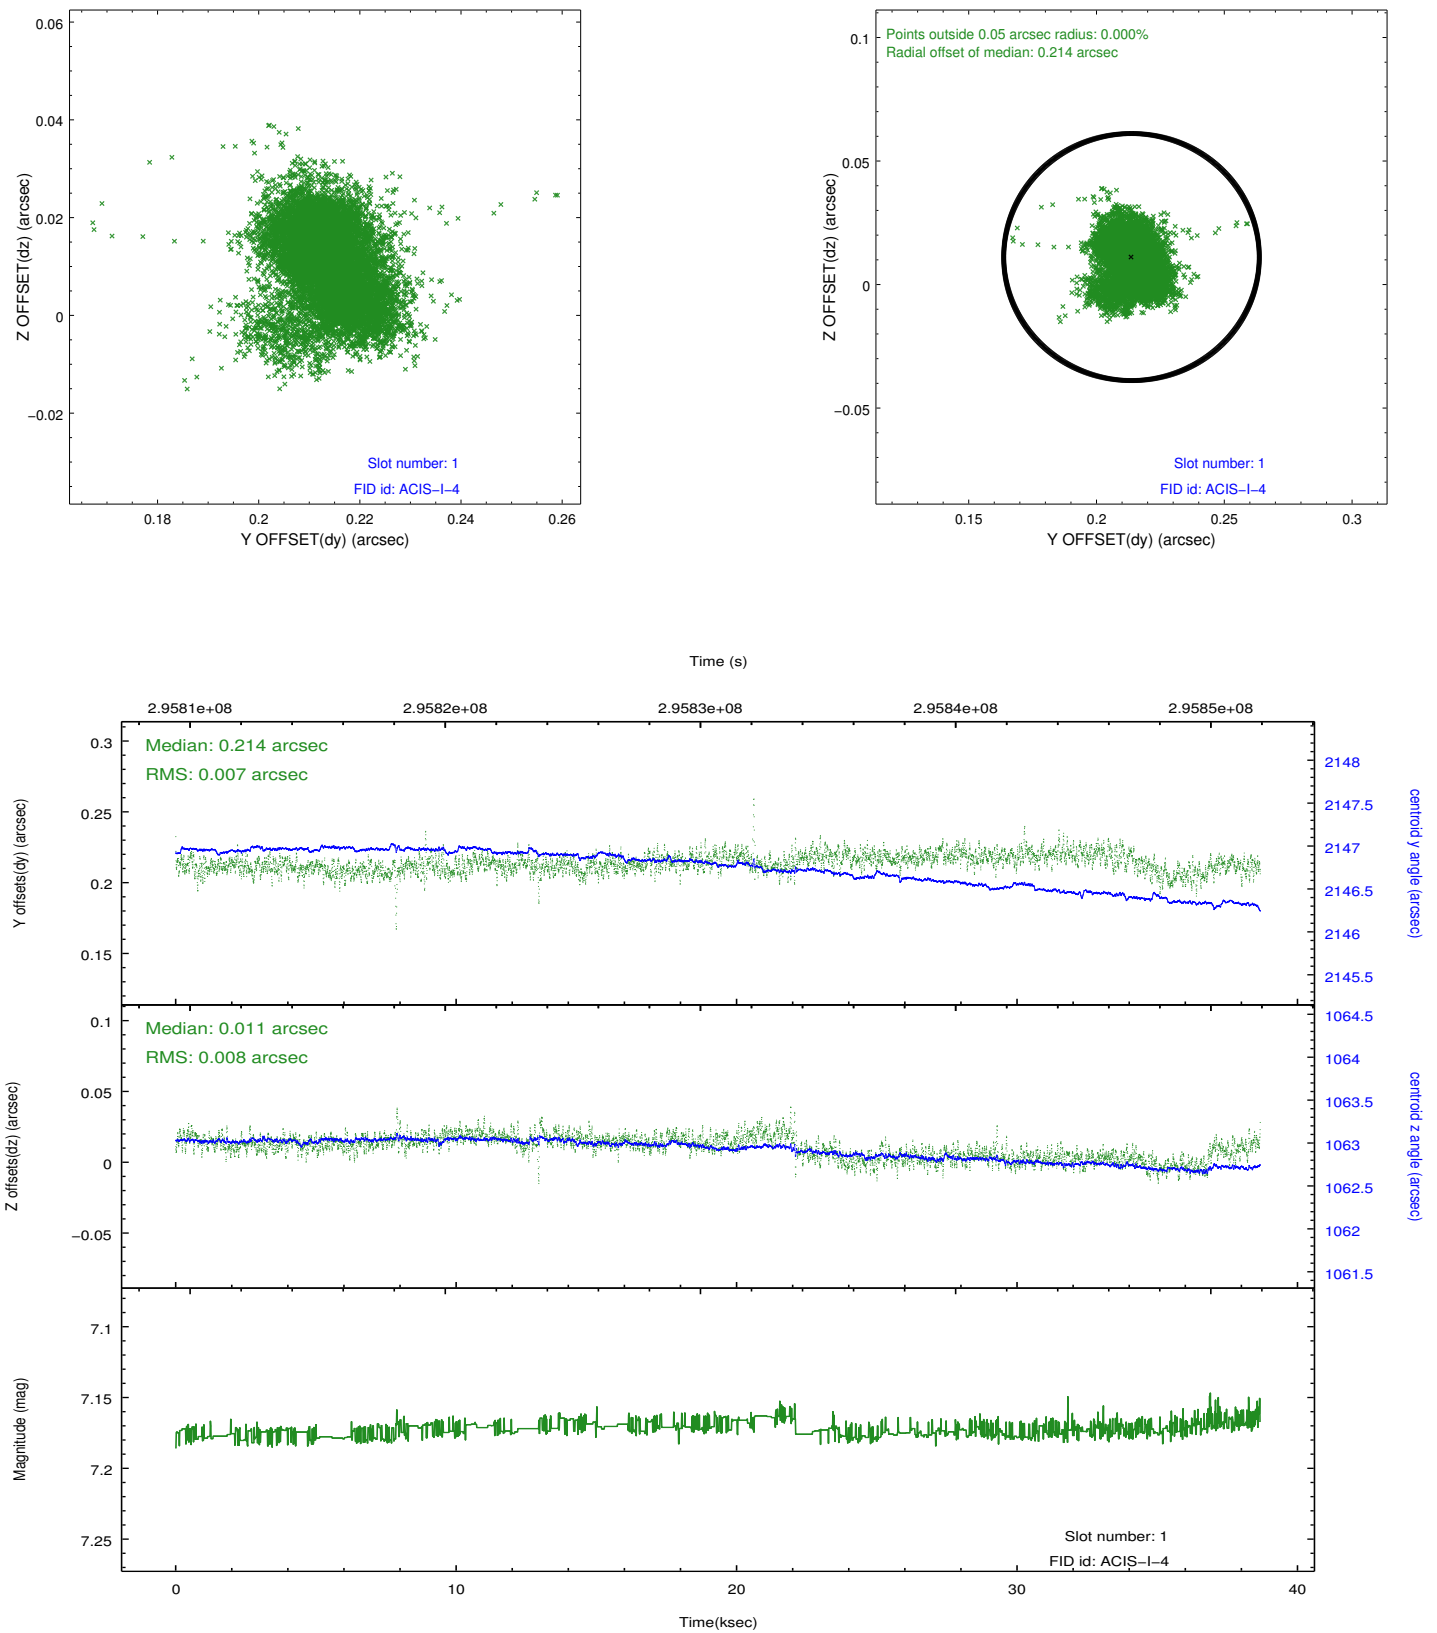 0.06
0.04
0.02
0
−0.02
Z OFFSET(dz) (arcsec)
Slot number: 1
FID id: ACIS−I−4
0.18 0.2 0.22 0.24 0.26
Y OFFSET(dy) (arcsec)
Points outside 0.05 arcsec radius: 0.000%
Radial offset of median: 0.214 arcsec
0.1
0.05
0
−0.05
Z OFFSET(dz) (arcsec)
Slot number: 1
FID id: ACIS−I−4
0.15 0.2 0.25 0.3
Y OFFSET(dy) (arcsec)
Time (s)
2.9581e+08 2.9582e+08 2.9583e+08 2.9584e+08 2.9585e+08
Median: 0.214 arcsec
RMS: 0.007 arcsec
0.3
0.25
0.2
0.15
Y offsets(dy) (arcsec)
2148
2147.5
2147
2146.5
2146
2145.5
centroid y angle (arcsec)
Median: 0.011 arcsec
RMS: 0.008 arcsec
0.1
0.05
0
−0.05
Z offsets(dz) (arcsec)
1064.5
1064
1063.5
1063
1062.5
1062
1061.5
centroid z angle (arcsec)
7.1
7.15
7.2
7.25
Magnitude (mag)
Slot number: 1
FID id: ACIS−I−4
0 10 20 30 40
Time(ksec)